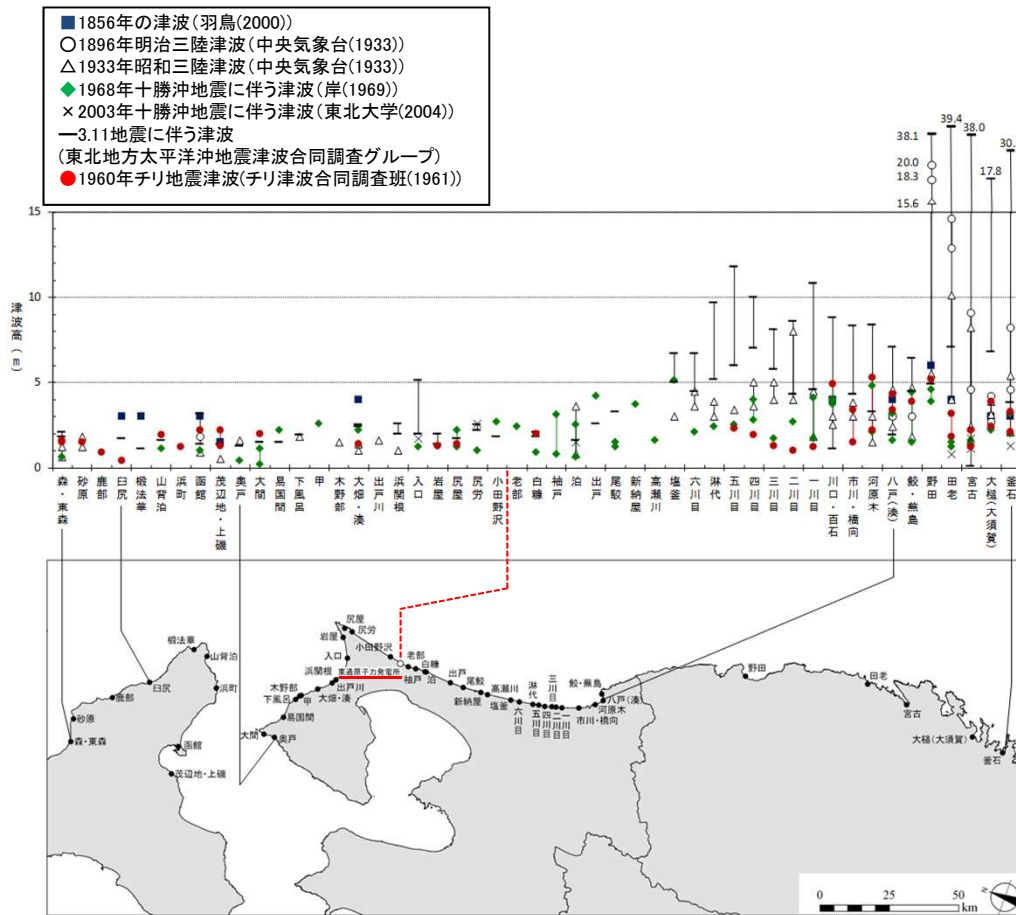 ■1856年の津波(羽鳥(2000))
○1896年明治三陸津波(中央気象台(1933))
△1933年昭和三陸津波(中央気象台(1933))
◆1968年十勝沖地震に伴う津波(岸(1969))
×2003年十勝沖地震に伴う津波(東北大学(2004))
ー3.11地震に伴う津波
(東北地方太平洋沖地震津波合同調査グループ)
●1960年チリ地震津波(チリ津波合同調査班(1961))
38.1
39.4
38.0
30.
20.0
18.3
17.8
15.6
15
10
5
0
津波高(m)
森・東森
砂原
鹿部
臼尻
椴法華
山背泊
浜町
函館
茂辺地・上磯
奥戸
大間
易国間
下風呂
甲
木野部
大畑・湊
出戸川
浜関根
入口
岩屋
尻屋
尻労
小田野沢
老部
白糠
袖戸
泊
出戸
尾駮
新納屋
高瀬川
塩釜
六川目
淋代
五川目
四川目
三川目
二川目
一川目
川口・百石
市川・橋向
河原木
八戸(湊)
鮫・蕪島
野田
田老
宮古
大槌(大須賀)
釜石
椴法華
山背泊
臼尻
浜町
鹿部
砂原
森・東森
函館
茂辺地・上磯
尻屋
尻労
岩屋
小田野沢
入口
老部
白糠
浜関根
東通原子力発電所
袖戸
泊
木野部
下風呂
甲
出戸川
大畑・湊
易国間
大間
奥戸
出戸
尾駮
新納屋
高瀬川
塩釜
六川目
淋代
五川目
四川目
三川目
二川目
一川目
市川・橋向
河原木
八戸(湊)
鮫・蕪島
野田
田老
宮古
大槌(大須賀)
釜石
0 25 50
km